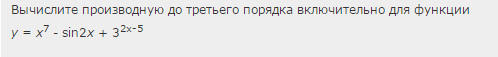 Вычислите производную до третьего порядка включительно для функции
y = x⁷ - sin2x + 3²ˣ⁻⁵